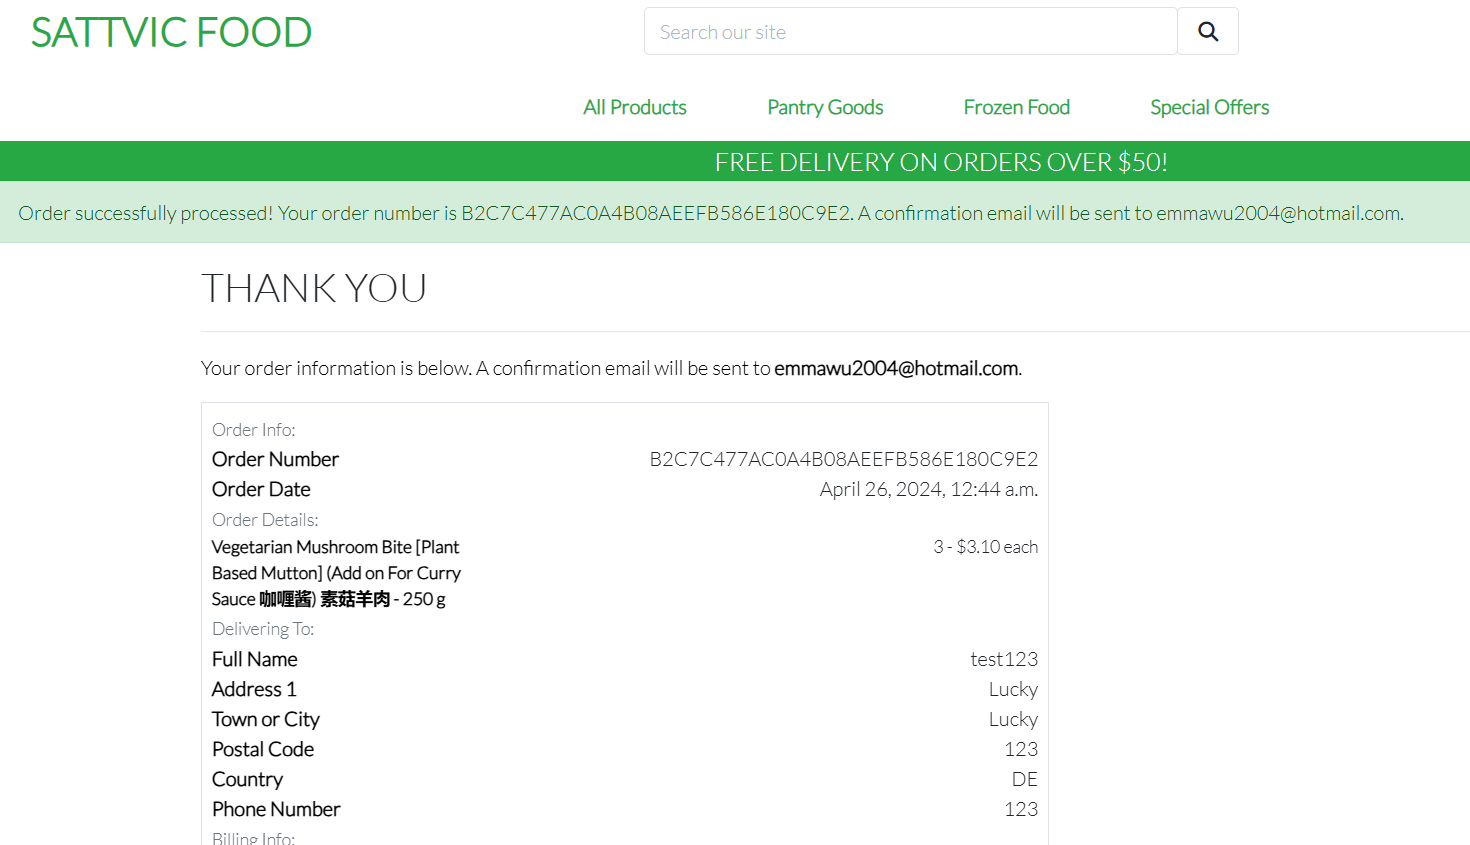 SATTVIC FOOD
Search our site
All Products Pantry Goods Frozen Food Special Offers
FREE DELIVERY ON ORDERS OVER $50!
Order successfully processed! Your order number is B2C7C477AC0A4B08AEEFB586E180C9E2. A confirmation email will be sent to emmawu2004@hotmail.com.
THANK YOU
Your order information is below. A confirmation email will be sent to emmawu2004@hotmail.com.
Order Info:
Order Number B2C7C477AC0A4B08AEEFB586E180C9E2
Order Date April 26, 2024, 12:44 a.m.
Order Details:
Vegetarian Mushroom Bite [Plant 3 - $3.10 each
Based Mutton] (Add on For Curry
Sauce 咖喱酱) 素菇羊肉 - 250 g
Delivering To:
Full Name test123
Address 1 Lucky
Town or City Lucky
Postal Code 123
Country DE
Phone Number 123
Billing Info: